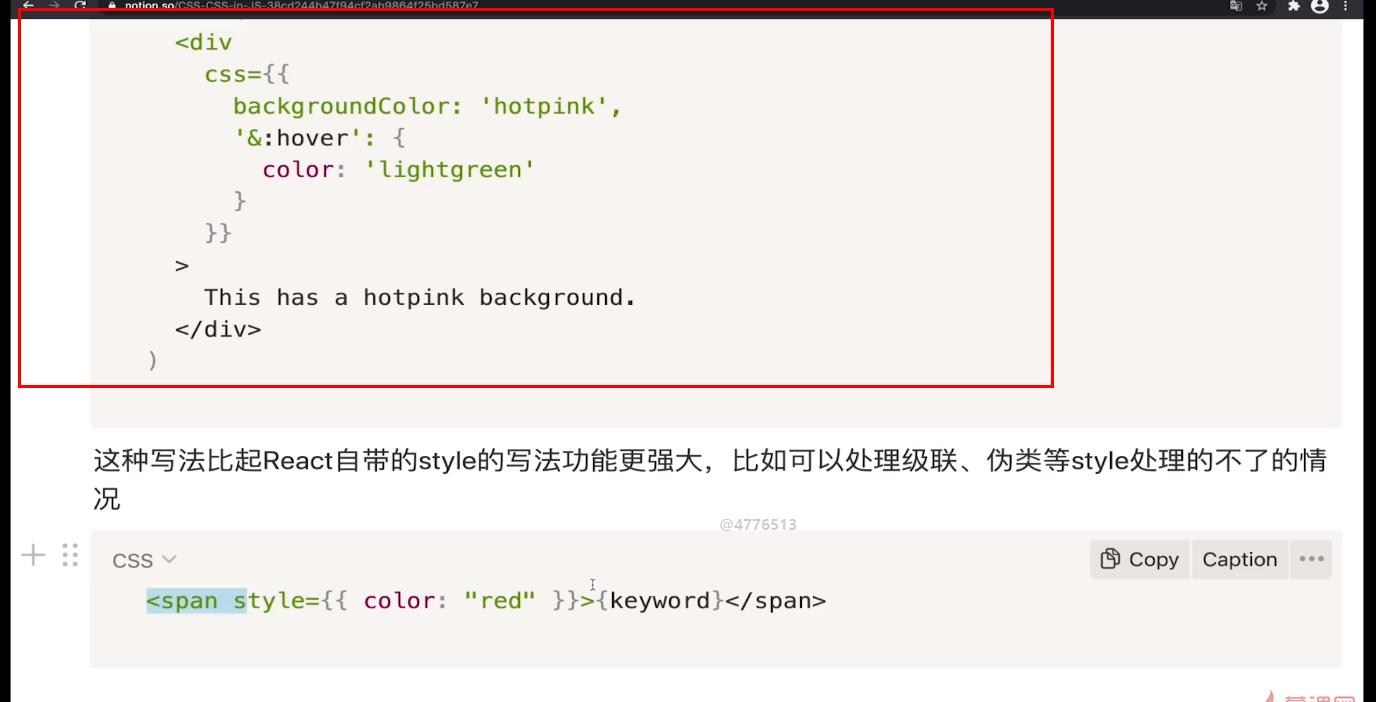 notion.so/CSS-CSS-in-JS-38cd244b47f94cf2ab9864f25bd587e7
<div
css={{
backgroundColor: 'hotpink',
'&:hover': {
color: 'lightgreen'
}
}}
>
This has a hotpink background.
</div>
)
这种写法比起React自带的style的写法功能更强大，比如可以处理级联、伪类等style处理的不了的情
况
@4776513
CSS
Copy Caption
<span style={{ color: "red" }}>{keyword}</span>